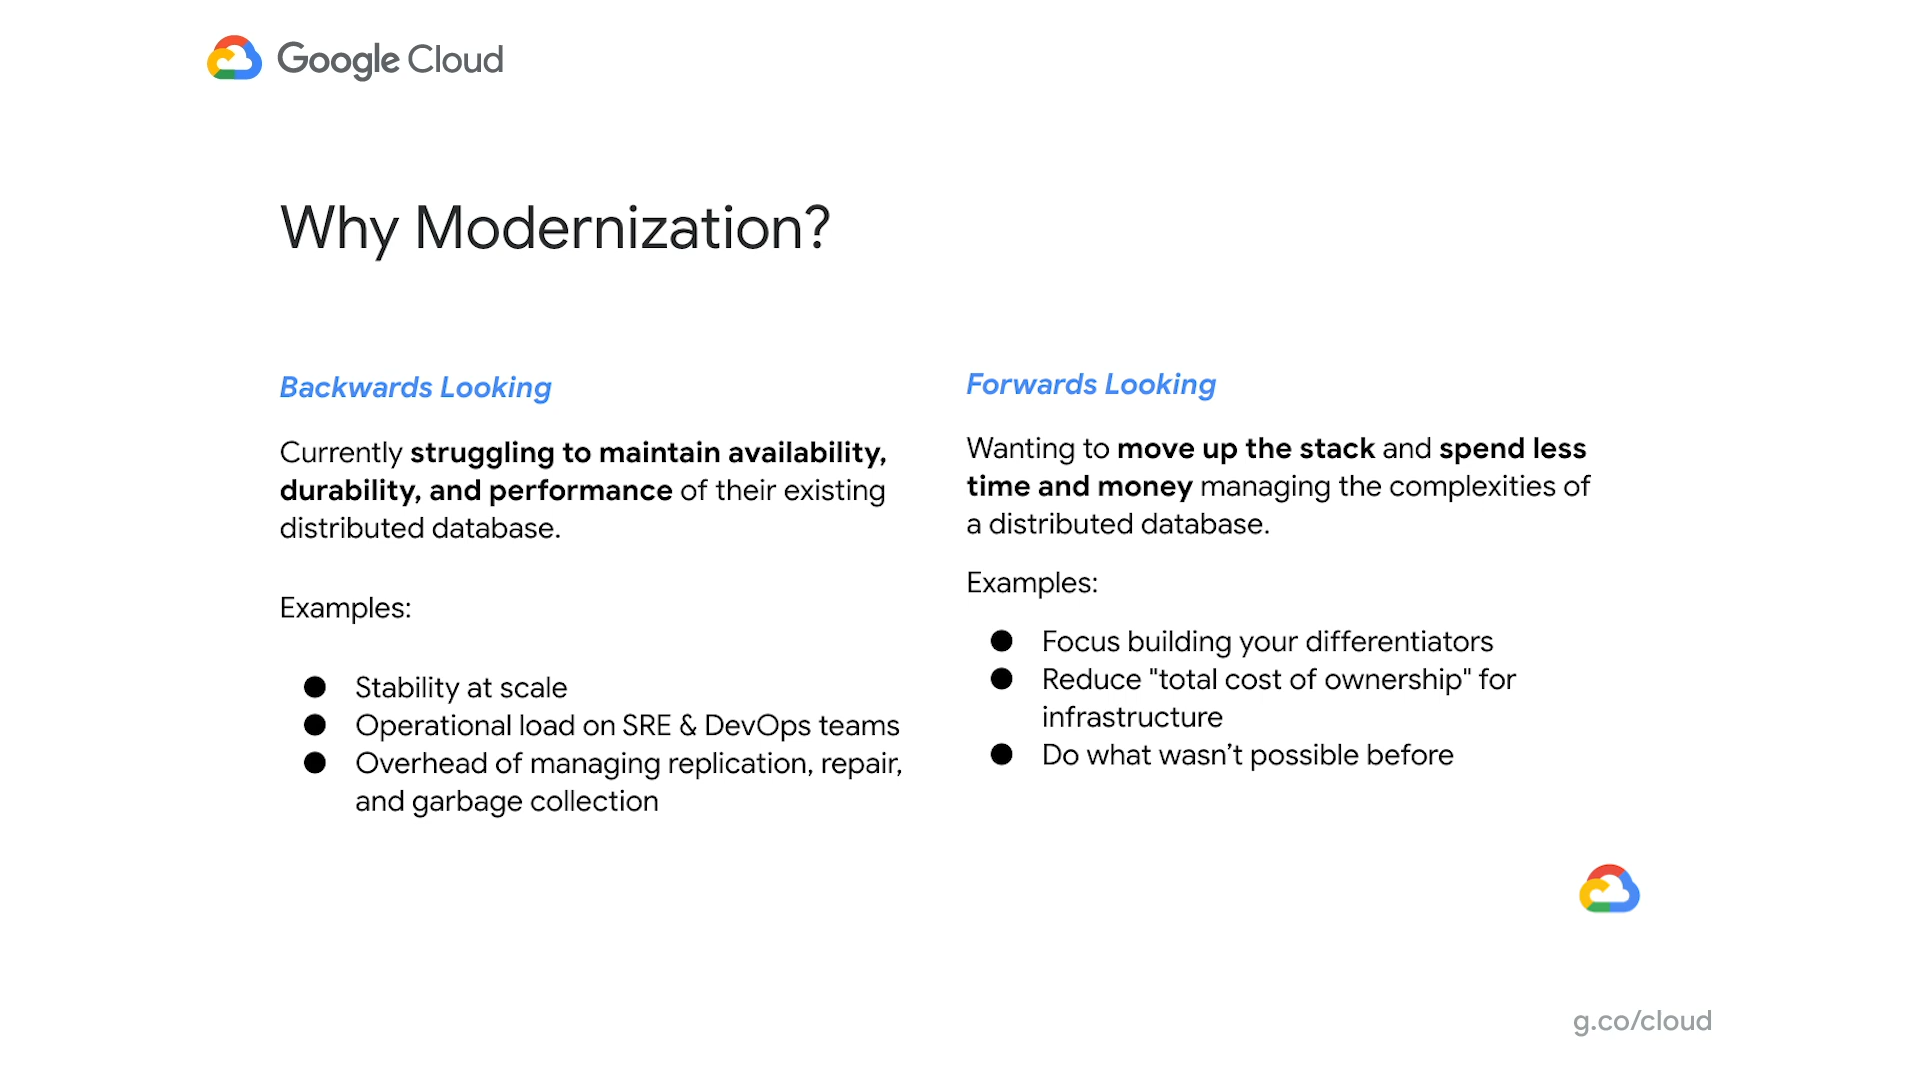 Google Cloud
Why Modernization?
Backwards Looking
Currently struggling to maintain availability,
durability, and performance of their existing
distributed database.
Examples:
● Stability at scale
● Operational load on SRE & DevOps teams
● Overhead of managing replication, repair,
and garbage collection
Forwards Looking
Wanting to move up the stack and spend less
time and money managing the complexities of
a distributed database.
Examples:
● Focus building your differentiators
● Reduce "total cost of ownership" for
infrastructure
● Do what wasn’t possible before
g.co/cloud